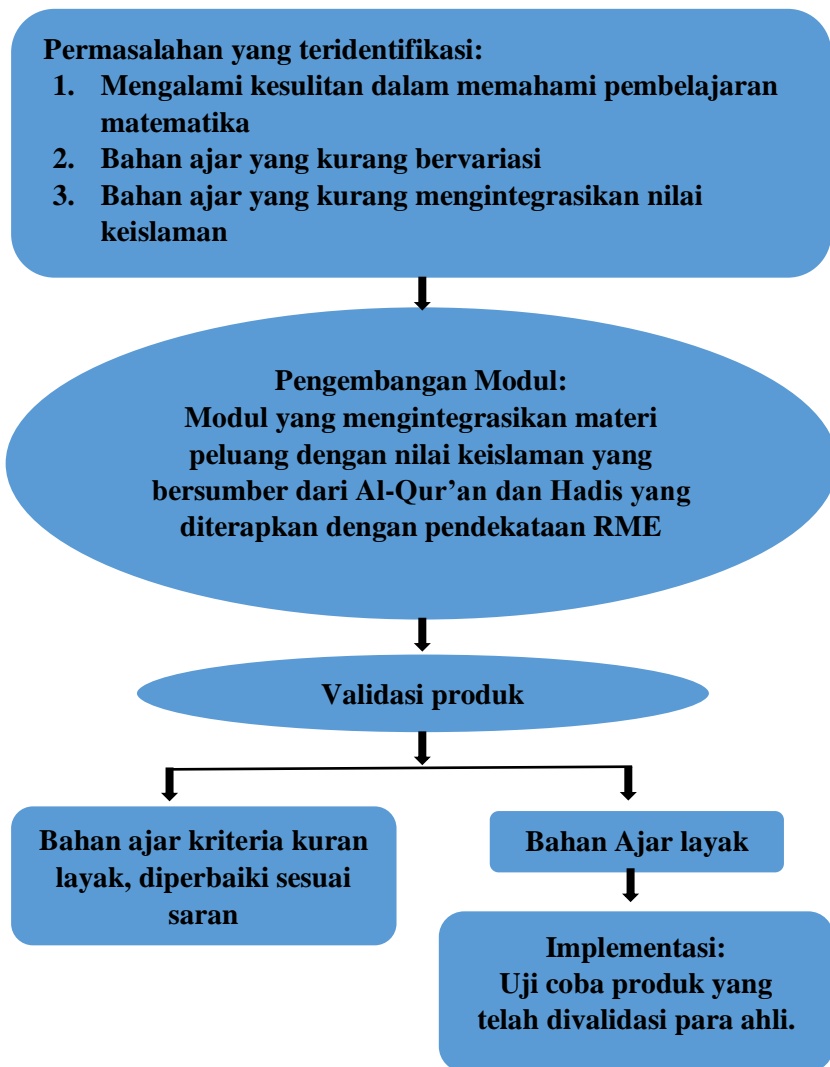 Permasalahan yang teridentifikasi:
1. Mengalami kesulitan dalam memahami pembelajaran
matematika
2. Bahan ajar yang kurang bervariasi
3. Bahan ajar yang kurang mengintegrasikan nilai
keislaman
Pengembangan Modul:
Modul yang mengintegrasikan materi
peluang dengan nilai keislaman yang
bersumber dari Al-Qur’an dan Hadis yang
diterapkan dengan pendekataan RME
Validasi produk
Bahan ajar kriteria kuran
layak, diperbaiki sesuai
saran
Bahan Ajar layak
Implementasi:
Uji coba produk yang
telah divalidasi para ahli.